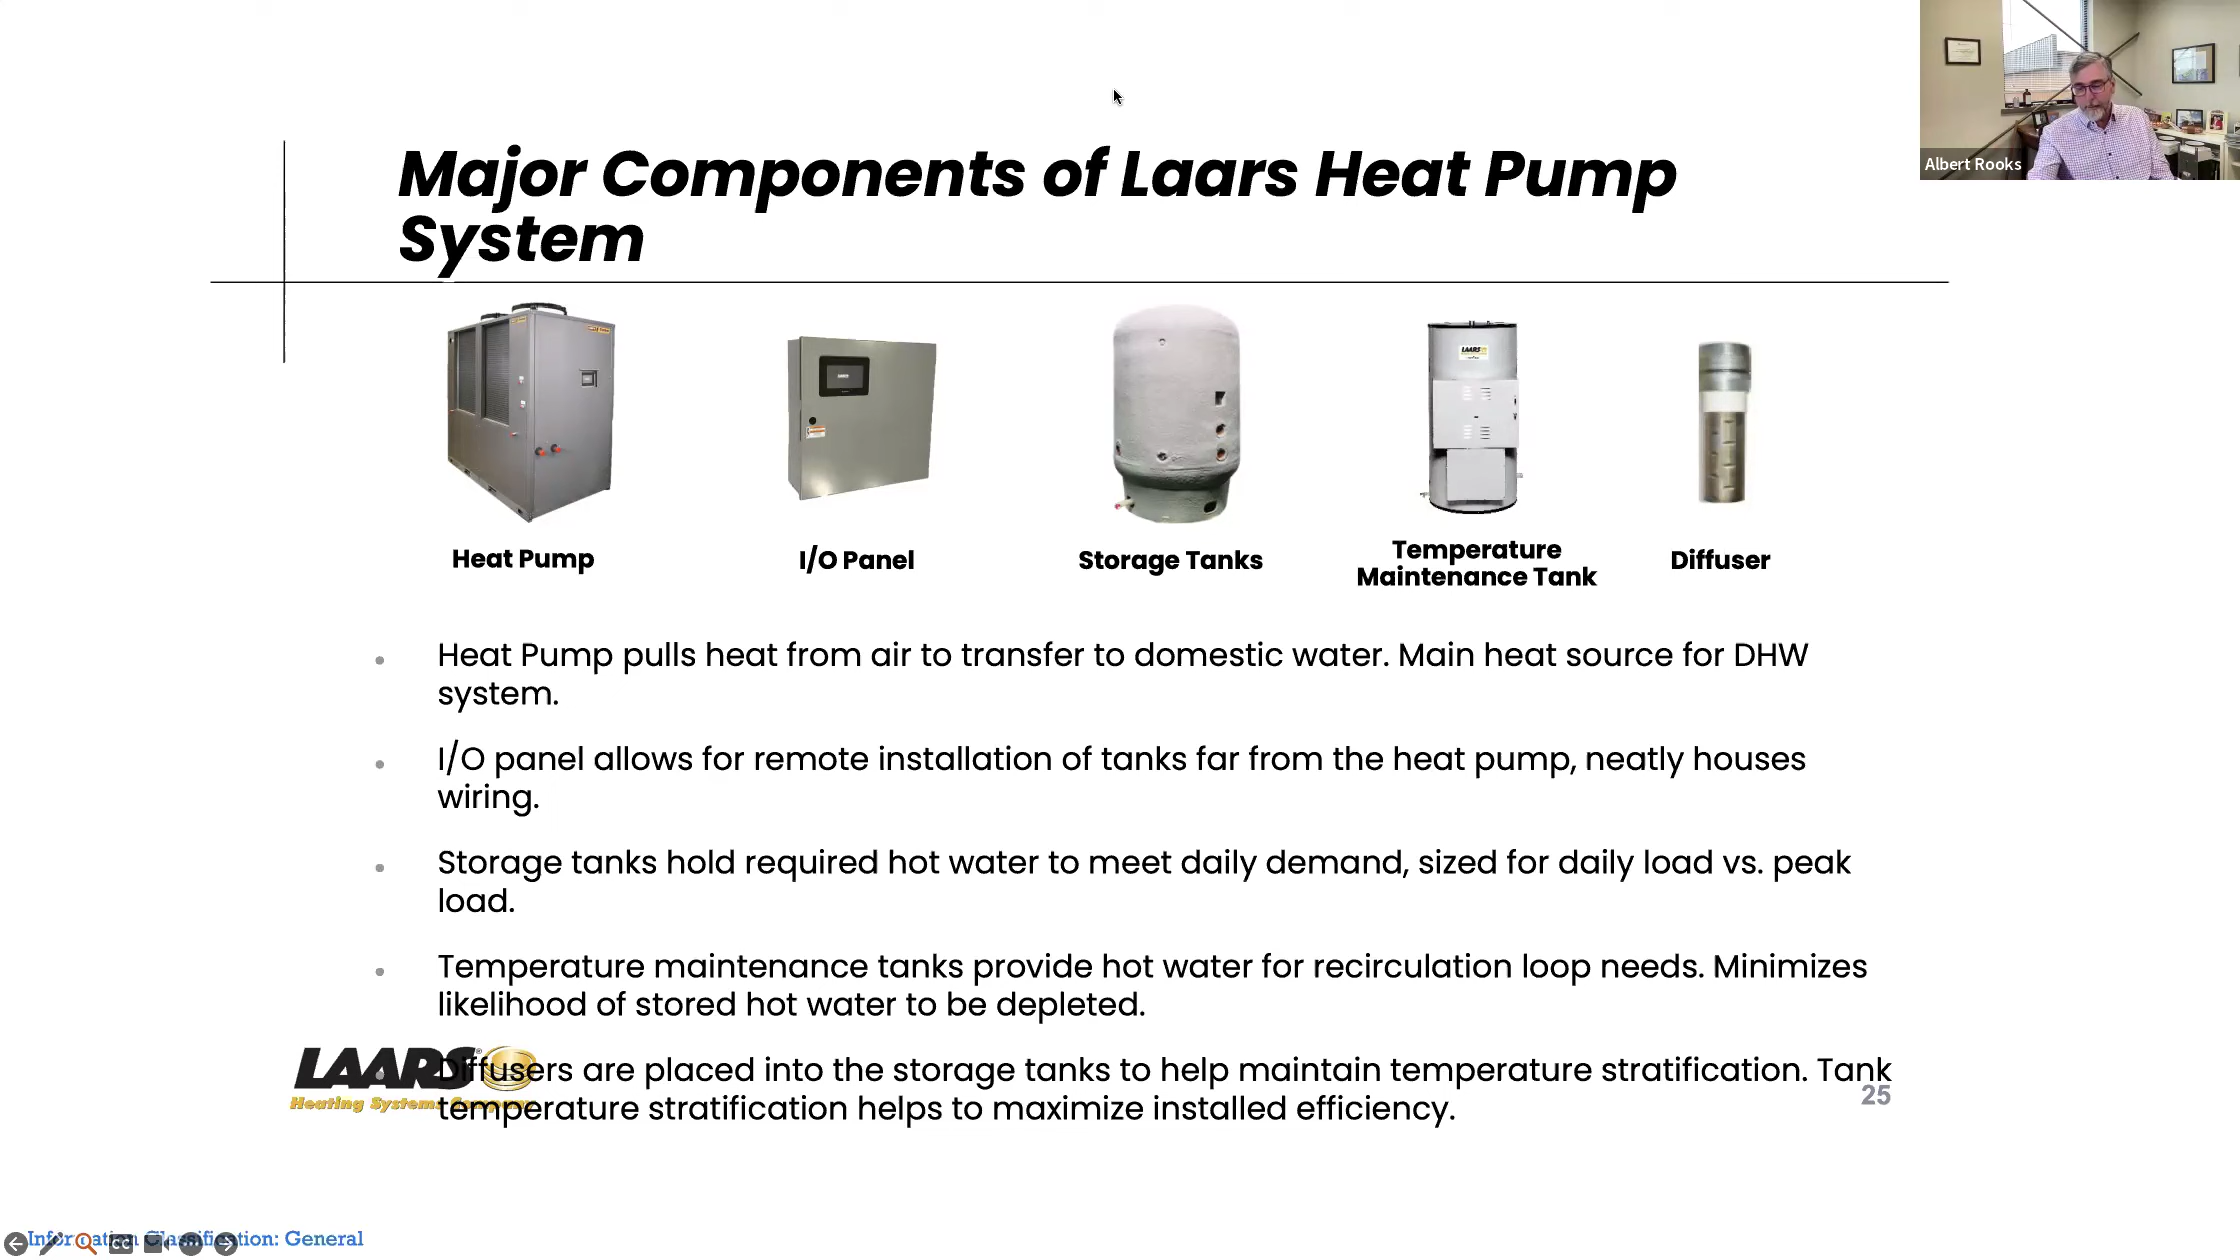 Albert Rooks
Major Components of Laars Heat Pump
System
LAARS
Heat Pump
I/O Panel
Storage Tanks
Temperature
Maintenance Tank
Diffuser
Heat Pump pulls heat from air to transfer to domestic water. Main heat source for DHW
system.
I/O panel allows for remote installation of tanks far from the heat pump, neatly houses
wiring.
Storage tanks hold required hot water to meet daily demand, sized for daily load vs. peak
load.
Temperature maintenance tanks provide hot water for recirculation loop needs. Minimizes
likelihood of stored hot water to be depleted.
Diffusers are placed into the storage tanks to help maintain temperature stratification. Tank
temperature stratification helps to maximize installed efficiency.
LAARS®
Heating Systems Company
25
Information Classification: General
CC